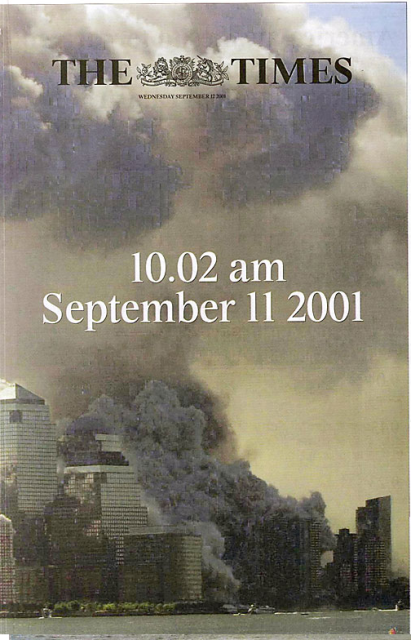 THE TIMES
WEDNESDAY SEPTEMBER 12 2001
10.02 am
September 11 2001